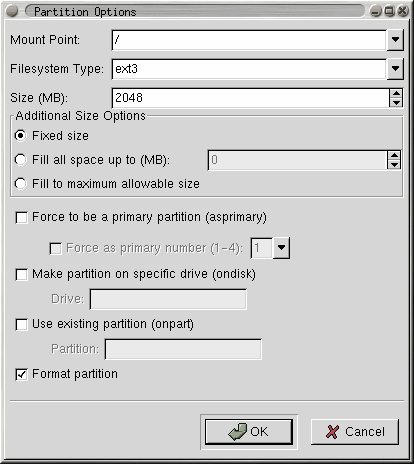 Partition Options
Mount Point: /
Filesystem Type: ext3
Size (MB): 2048
Additional Size Options
Fixed size
Fill all space up to (MB): 0
Fill to maximum allowable size
Force to be a primary partition (asprimary)
Force as primary number (1-4): 1
Make partition on specific drive (ondisk)
Drive:
Use existing partition (onpart)
Partition:
Format partition
OK Cancel